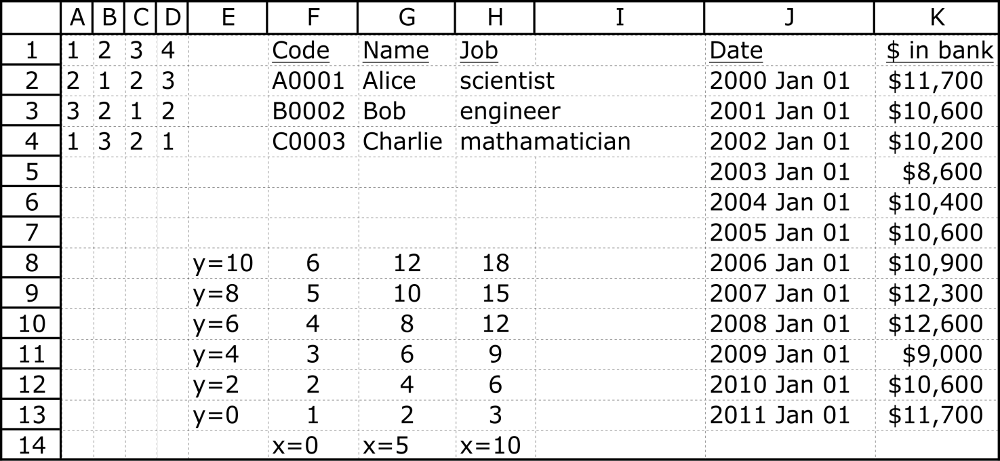 A B C D E F G H I J K
1 1 2 3 4 Code Name Job Date $ in bank
2 2 1 2 3 A0001 Alice scientist 2000 Jan 01 $11,700
3 3 2 1 2 B0002 Bob engineer 2001 Jan 01 $10,600
4 1 3 2 1 C0003 Charlie mathamatician 2002 Jan 01 $10,200
5 2003 Jan 01 $8,600
6 2004 Jan 01 $10,400
7 2005 Jan 01 $10,600
8 y=10 6 12 18 2006 Jan 01 $10,900
9 y=8 5 10 15 2007 Jan 01 $12,300
10 y=6 4 8 12 2008 Jan 01 $12,600
11 y=4 3 6 9 2009 Jan 01 $9,000
12 y=2 2 4 6 2010 Jan 01 $10,600
13 y=0 1 2 3 2011 Jan 01 $11,700
14 x=0 x=5 x=10